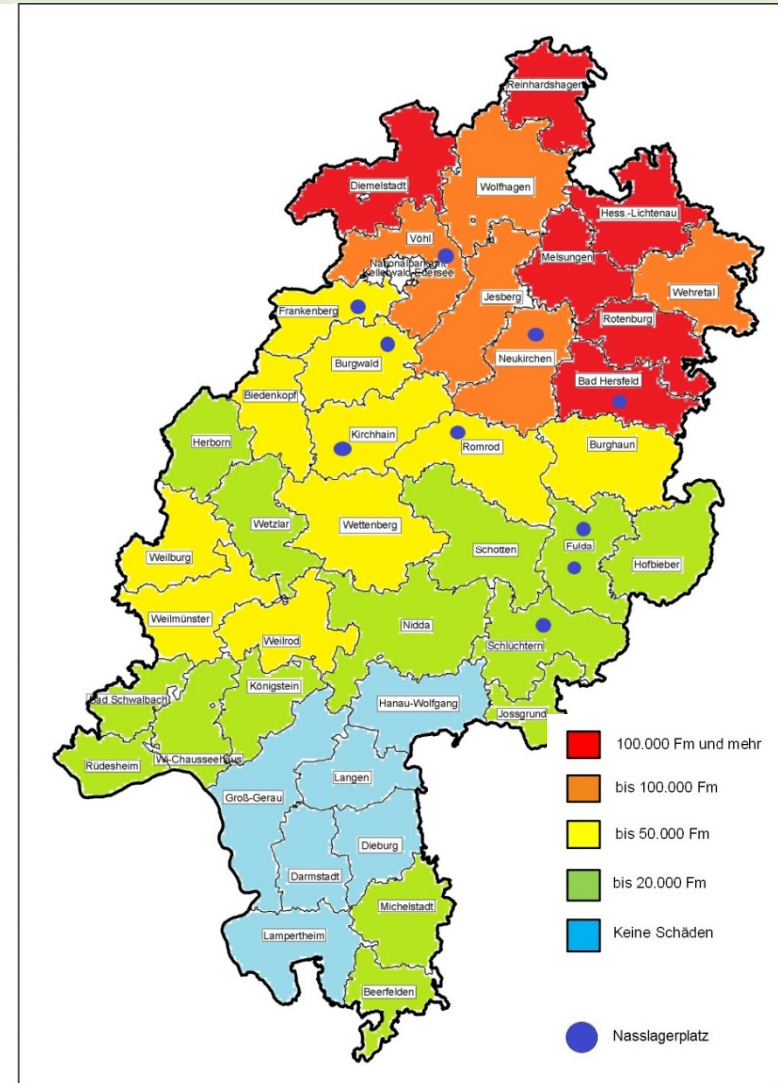 Reinhardshagen
Diemelstadt
Wolfhagen
Hess.-Lichtenau
Vöhl
Melsungen
Nationalparkamt
Kellerwald-Edersee
Jesberg
Wehretal
Frankenberg
Rotenburg
Neukirchen
Burgwald
Bad Hersfeld
Biedenkopf
Kirchhain
Herborn
Romrod
Burghaun
Wetzlar
Wettenberg
Schotten
Fulda
Weilburg
Hofbieber
Weilmünster
Nidda
Weilrod
Schlüchtern
Königstein
Bad Schwalbach
Hanau-Wolfgang
Jossgrund
Wi-Chausseehaus
Rüdesheim
Langen
Groß-Gerau
Dieburg
Darmstadt
Michelstadt
Lampertheim
Beerfelden
100.000 Fm und mehr
bis 100.000 Fm
bis 50.000 Fm
bis 20.000 Fm
Keine Schäden
Nasslagerplatz